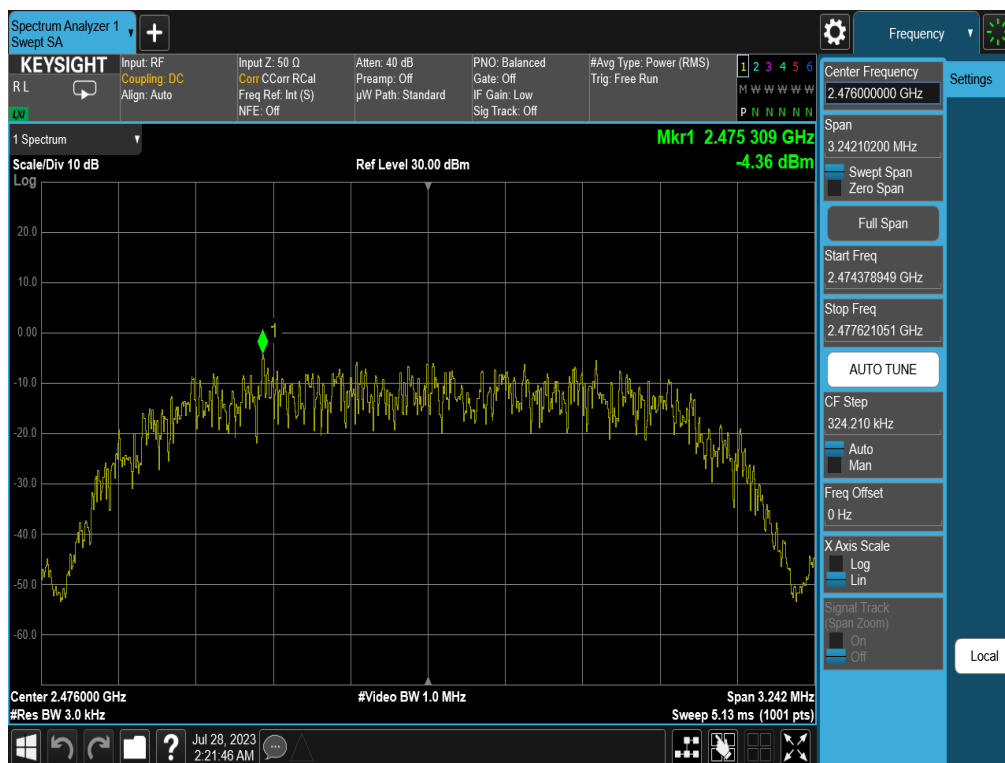 Spectrum Analyzer 1
Swept SA
Frequency
KEYSIGHT
R L
LXI
Input: RF
Coupling: DC
Align: Auto
Input Z: 50 Ω
Corr CCorr RCal
Freq Ref: Int (S)
NFE: Off
Atten: 40 dB
Preamp: Off
µW Path: Standard
PNO: Balanced
Gate: Off
IF Gain: Low
Sig Track: Off
#Avg Type: Power (RMS)
Trig: Free Run
1 2 3 4 5 6
M W W W W W
P N N N N N
1 Spectrum
Scale/Div 10 dB
Log
Ref Level 30.00 dBm
Mkr1 2.475 309 GHz
-4.36 dBm
20.0
10.0
0.00
-10.0
-20.0
-30.0
-40.0
-50.0
-60.0
1
Center 2.476000 GHz
#Res BW 3.0 kHz
#Video BW 1.0 MHz
Span 3.242 MHz
Sweep 5.13 ms (1001 pts)
Center Frequency
2.476000000 GHz
Settings
Span
3.24210200 MHz
Swept Span
Zero Span
Full Span
Start Freq
2.474378949 GHz
Stop Freq
2.477621051 GHz
AUTO TUNE
CF Step
324.210 kHz
Auto
Man
Freq Offset
0 Hz
X Axis Scale
Log
Lin
Signal Track
(Span Zoom)
On
Off
Local
?
Jul 28, 2023
2:21:46 AM